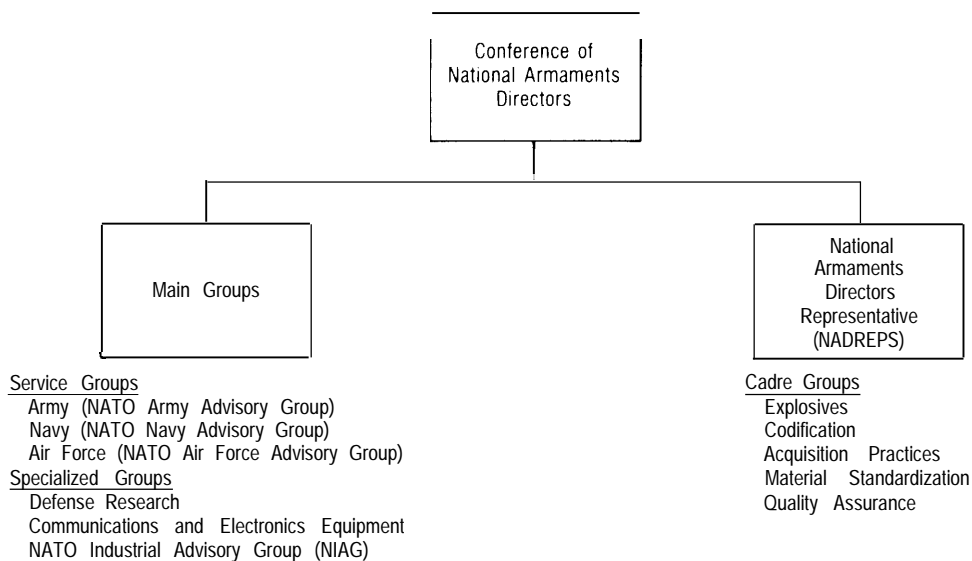 Conference of
National Armaments
Directors
Main Groups
National
Armaments
Directors
Representative
(NADREPS)
Service Groups
Army (NATO Army Advisory Group)
Navy (NATO Navy Advisory Group)
Air Force (NATO Air Force Advisory Group)
Specialized Groups
Defense Research
Communications and Electronics Equipment
NATO Industrial Advisory Group (NIAG)
Cadre Groups
Explosives
Codification
Acquisition Practices
Material Standardization
Quality Assurance